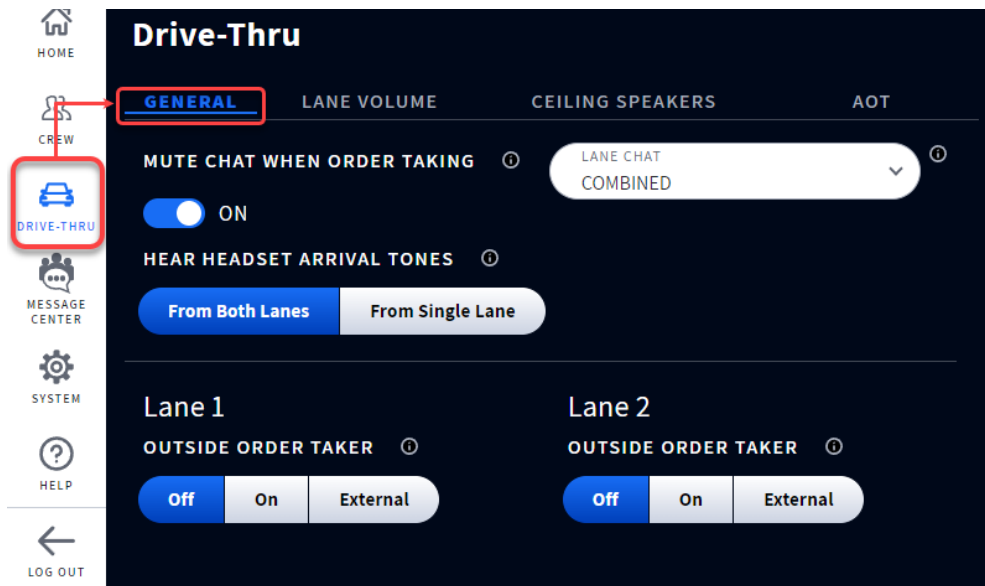 HOME
CREW
DRIVE-THRU
MESSAGE
CENTER
SYSTEM
HELP
LOG OUT
Drive-Thru
GENERAL LANE VOLUME CEILING SPEAKERS AOT
MUTE CHAT WHEN ORDER TAKING
ON
LANE CHAT
COMBINED
HEAR HEADSET ARRIVAL TONES
From Both Lanes From Single Lane
Lane 1
OUTSIDE ORDER TAKER
Off On External
Lane 2
OUTSIDE ORDER TAKER
Off On External